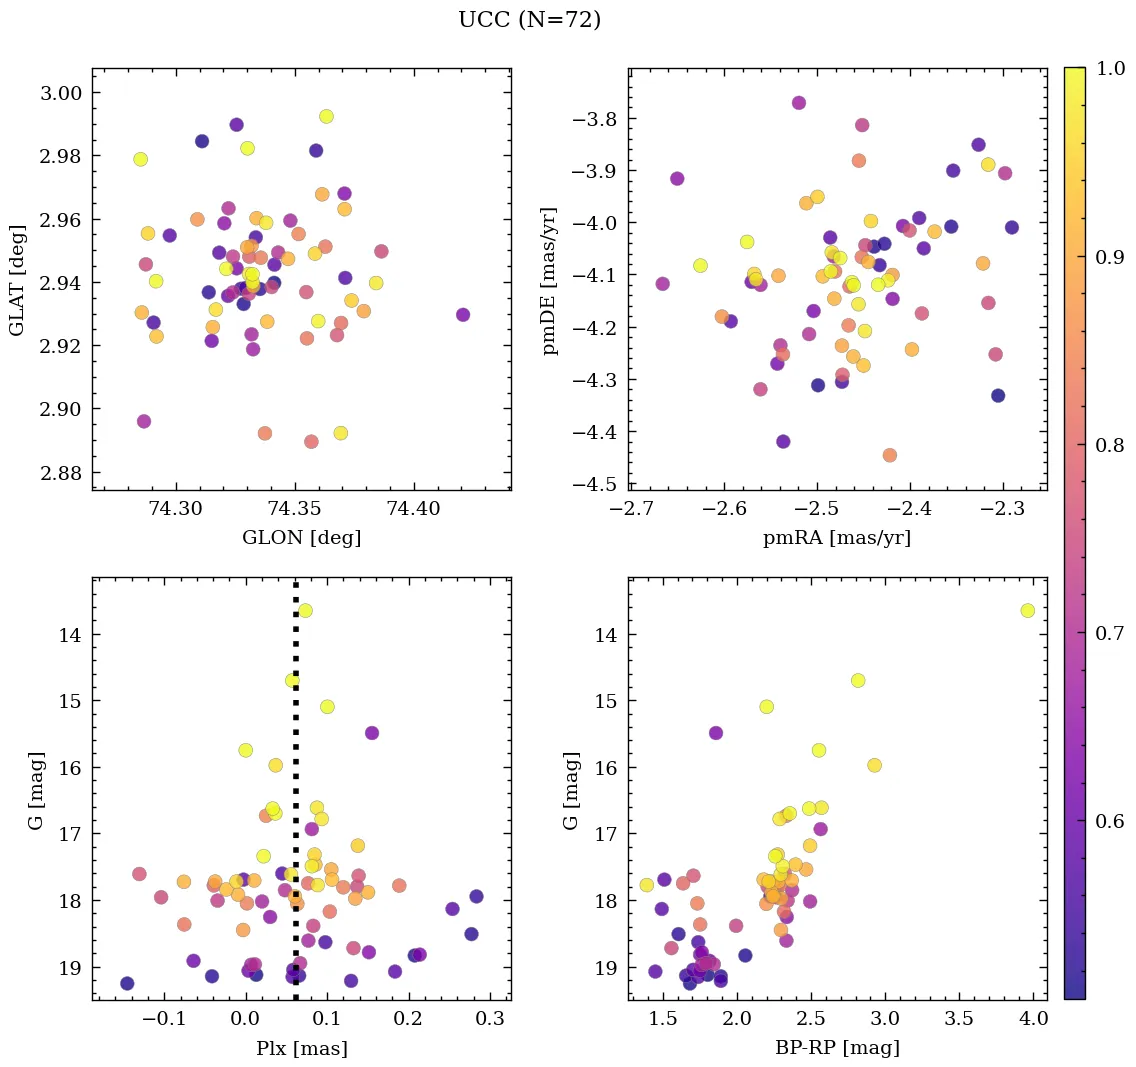 UCC (N=72)
3.00
2.98
2.96
2.94
2.92
2.90
2.88
GLAT [deg]
74.30 74.35 74.40
GLON [deg]
−3.8
−3.9
−4.0
−4.1
−4.2
−4.3
−4.4
−4.5
pmDE [mas/yr]
−2.7 −2.6 −2.5 −2.4 −2.3
pmRA [mas/yr]
14
15
16
17
18
19
G [mag]
−0.1 0.0 0.1 0.2 0.3
Plx [mas]
14
15
16
17
18
19
G [mag]
1.5 2.0 2.5 3.0 3.5 4.0
BP-RP [mag]
1.0
0.9
0.8
0.7
0.6